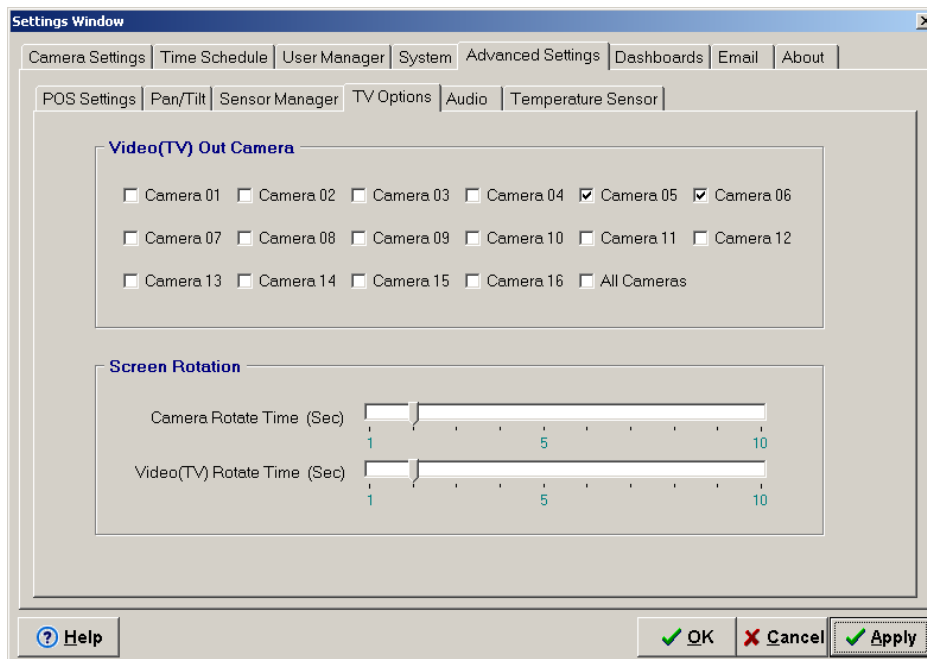 Settings Window
Camera Settings Time Schedule User Manager System Advanced Settings Dashboards Email About
POS Settings Pan/Tilt Sensor Manager TV Options Audio Temperature Sensor
Video(TV) Out Camera
Camera 01 Camera 02 Camera 03 Camera 04 Camera 05 Camera 06
Camera 07 Camera 08 Camera 09 Camera 10 Camera 11 Camera 12
Camera 13 Camera 14 Camera 15 Camera 16 All Cameras
Screen Rotation
Camera Rotate Time (Sec)
1 5 10
Video(TV) Rotate Time (Sec)
1 5 10
Help OK Cancel Apply